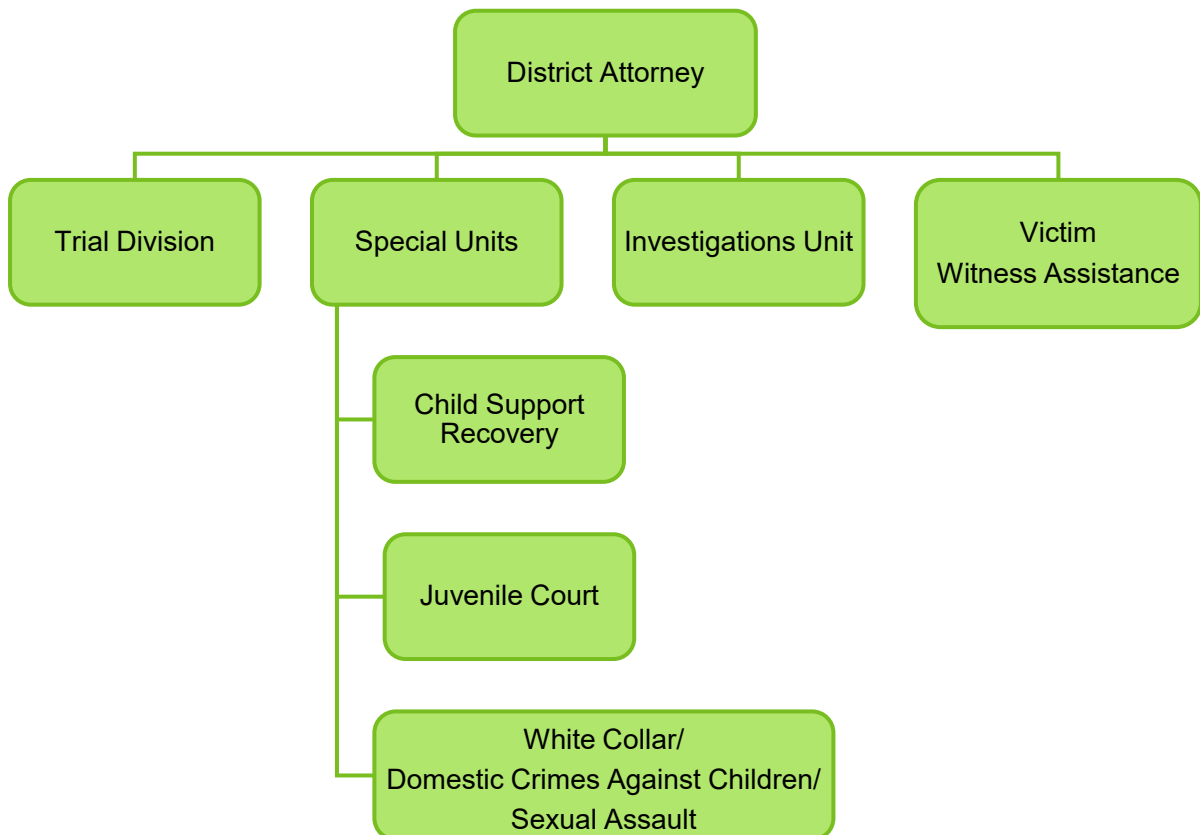 District Attorney
Trial Division
Special Units
Investigations Unit
Victim
Witness Assistance
Child Support
Recovery
Juvenile Court
White Collar/
Domestic Crimes Against Children/
Sexual Assault